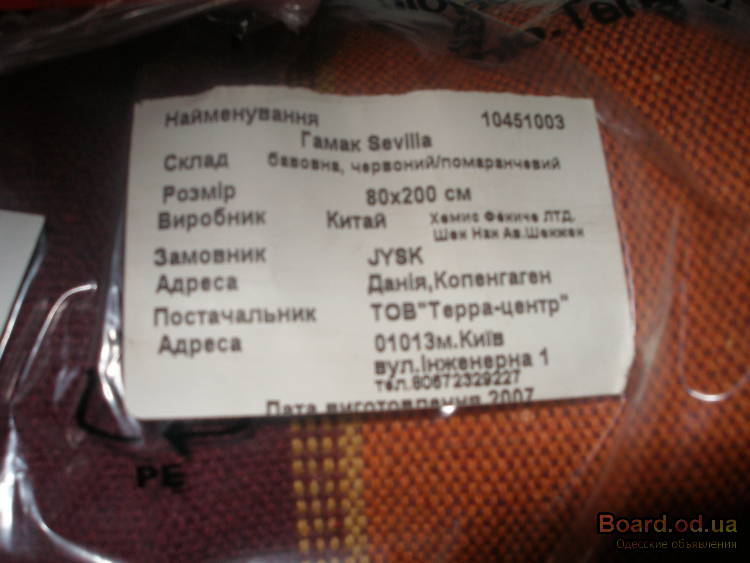 Найменування 10451003
Гамак Sevilla
Склад бавовна, червоний/помаранчевий
Розмір 80x200 см
Виробник Китай Хемис Фениче ЛТД.
Шен Нан Ав.Шенжен
Замовник JYSK
Адреса Данія,Копенгаген
Постачальник ТОВ"Терра-центр"
Адреса 01013м.Київ
вул.Інженерна 1
тел.80672329227
Дата виготовлення 2007
PE
Board.od.ua
Одесские объявления